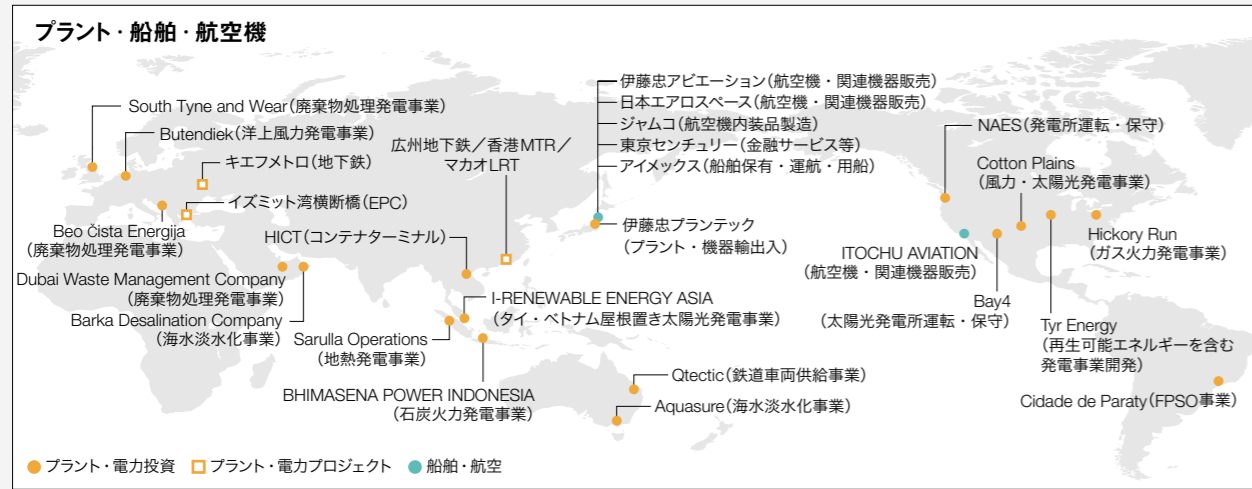 プラント・船舶・航空機
South Tyne and Wear(廃棄物処理発電事業)
Butendiek(洋上風力発電事業)
キエフメトロ(地下鉄)
イズミット湾横断橋(EPC)
Beo Čista Energija
(廃棄物処理発電事業)
Dubai Waste Management Company
(廃棄物処理発電事業)
Barka Desalination Company
(海水淡水化事業)
広州地下鉄/香港MTR/
マカオLRT
HICT(コンテナターミナル)
Sarulla Operations
(地熱発電事業)
I-RENEWABLE ENERGY ASIA
(タイ・ベトナム屋根置き太陽光発電事業)
BHIMASENA POWER INDONESIA
(石炭火力発電事業)
伊藤忠アビエーション(航空機・関連機器販売)
日本エアロスペース(航空機・関連機器販売)
ジャムコ(航空機内装品製造)
東京センチュリー(金融サービス等)
アイメックス(船舶保有・運航・用船)
伊藤忠プランテック
(プラント・機器輸出入)
Qtectic(鉄道車両供給事業)
Aquasure(海水淡水化事業)
NAES(発電所運転・保守)
Cotton Plains
(風力・太陽光発電事業)
ITOCHU AVIATION
(航空機・関連機器販売)
Bay4
(太陽光発電所運転・保守)
Hickory Run
(ガス火力発電事業)
Tyr Energy
(再生可能エネルギーを含む
発電事業開発)
Cidade de Paraty(FPSO事業)
プラント・電力投資 プラント・電力プロジェクト 船舶・航空